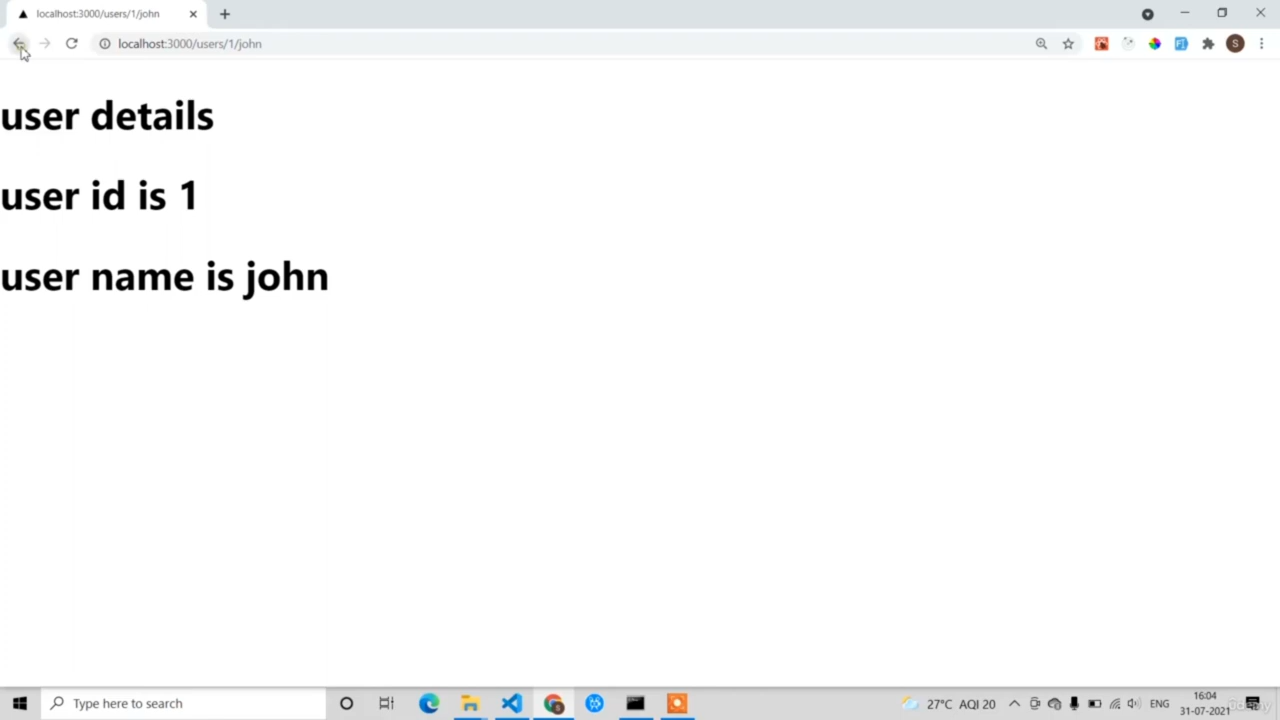 localhost:3000/users/1/john
localhost:3000/users/1/john
S
user details
user id is 1
user name is john
Type here to search
27°C AQI 20
ENG
16:04
31-07-2021
Udemy